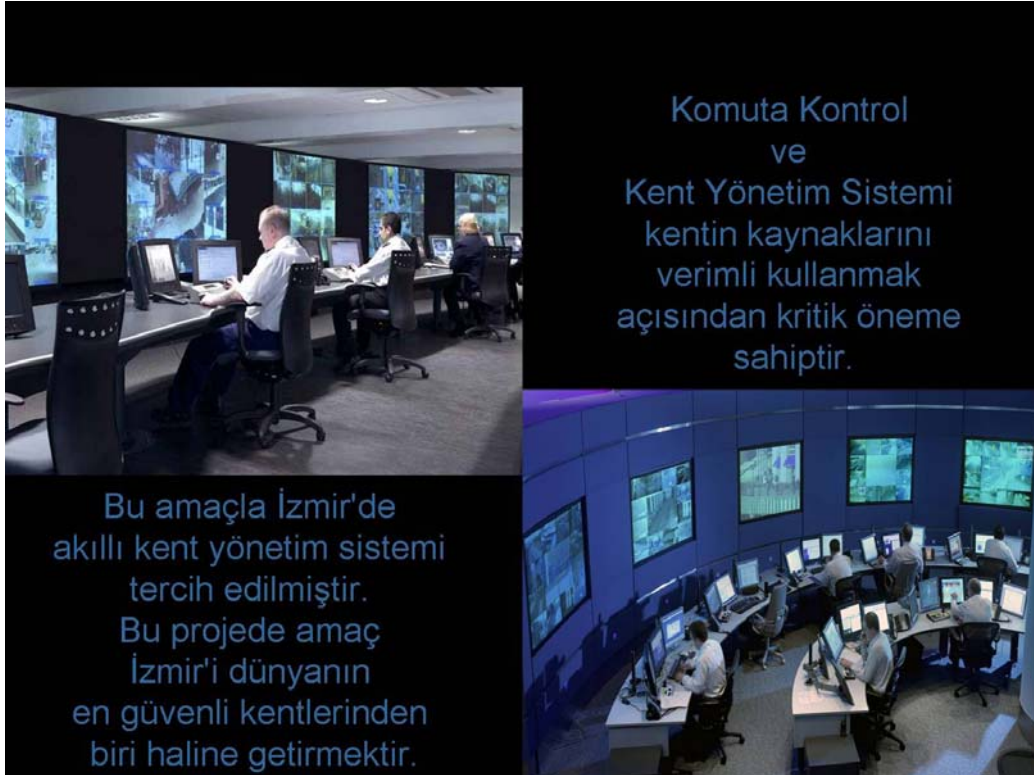 Komuta Kontrol
ve
Kent Yönetim Sistemi
kentin kaynaklarını
verimli kullanmak
açısından kritik öneme
sahiptir.
Bu amaçla İzmir'de
akıllı kent yönetim sistemi
tercih edilmiştir.
Bu projede amaç
İzmir'i dünyanın
en güvenli kentlerinden
biri haline getirmektir.